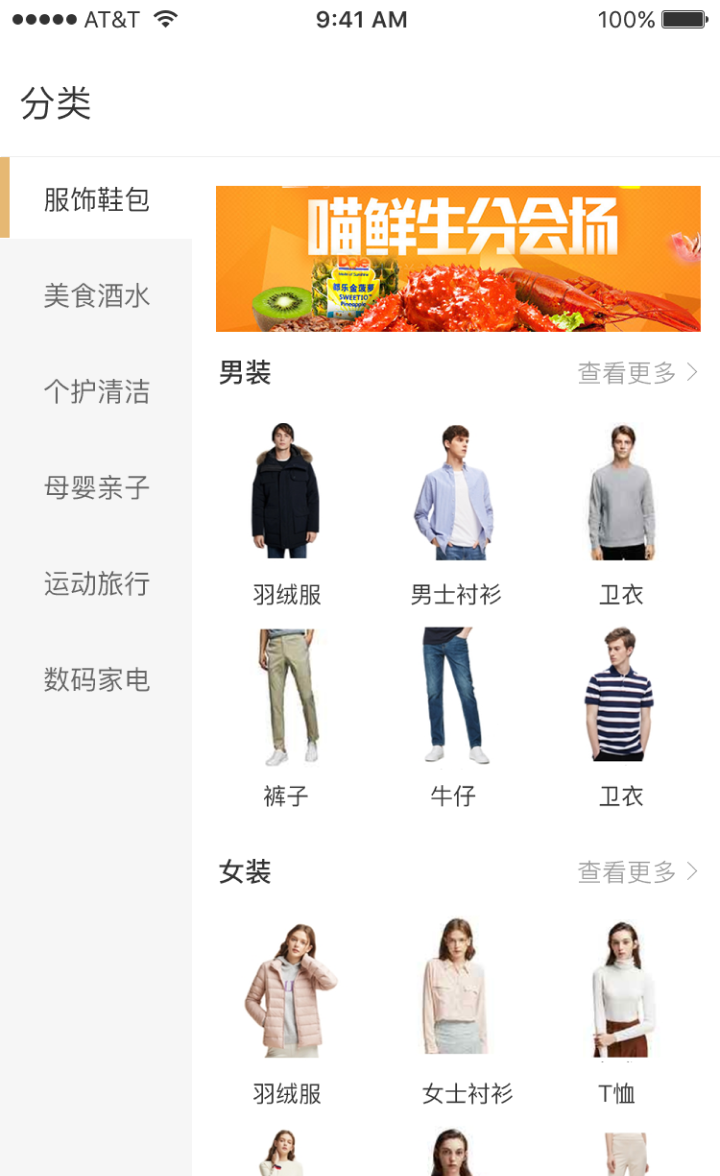 AT&T 9:41 AM 100%
分类
服饰鞋包
美食酒水
个护清洁
母婴亲子
运动旅行
数码家电
喵鲜生分会场
Dole
都乐金菠萝
SWEETIO
Pineapple
男装 查看更多
羽绒服 男士衬衫 卫衣
裤子 牛仔 卫衣
女装 查看更多
羽绒服 女士衬衫 T恤